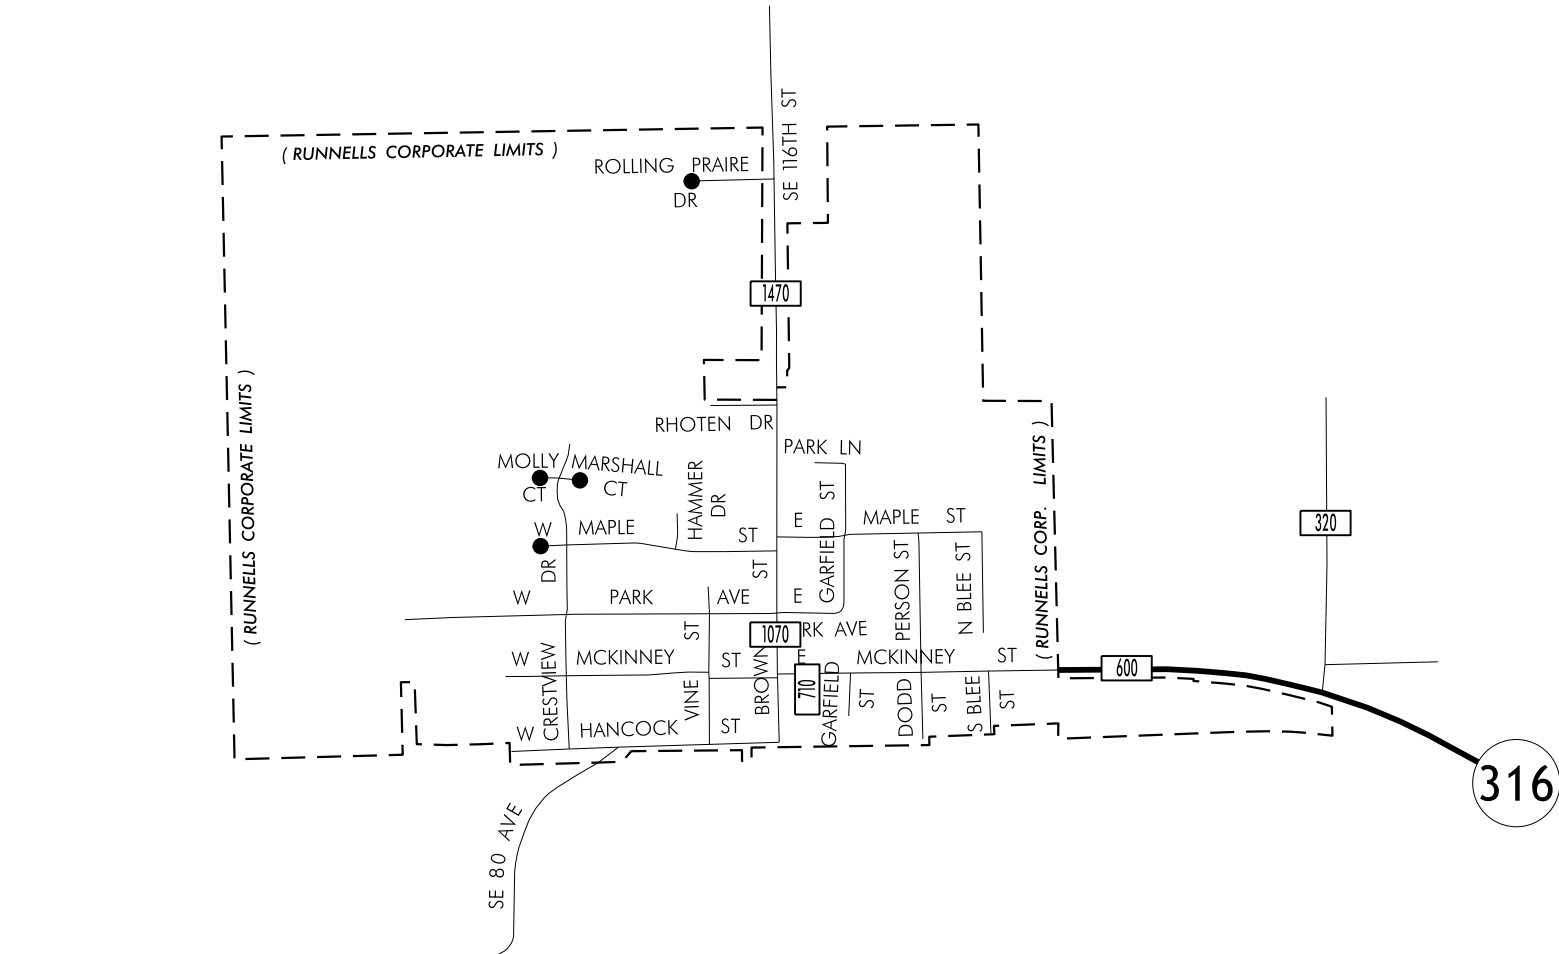 SE 116TH ST
( RUNNELLS CORPORATE LIMITS )
ROLLING PRAIRE
DR
1470
( RUNNELLS CORPORATE LIMITS )
RHOTEN DR
PARK LN
( RUNNELLS CORP. LIMITS )
MOLLY
CT
MARSHALL
CT
HAMMER
DR
GARFIELD ST
W MAPLE ST
E MAPLE ST
320
PERSON ST
N BLEE ST
W PARK AVE
E
RK AVE
1070
CRESTVIEW DR
VINE ST
BROWN ST
W MCKINNEY ST
E MCKINNEY ST
600
710
GARFIELD
ST
DODD
ST
S BLEE
ST
W HANCOCK ST
316
SE 80 AVE